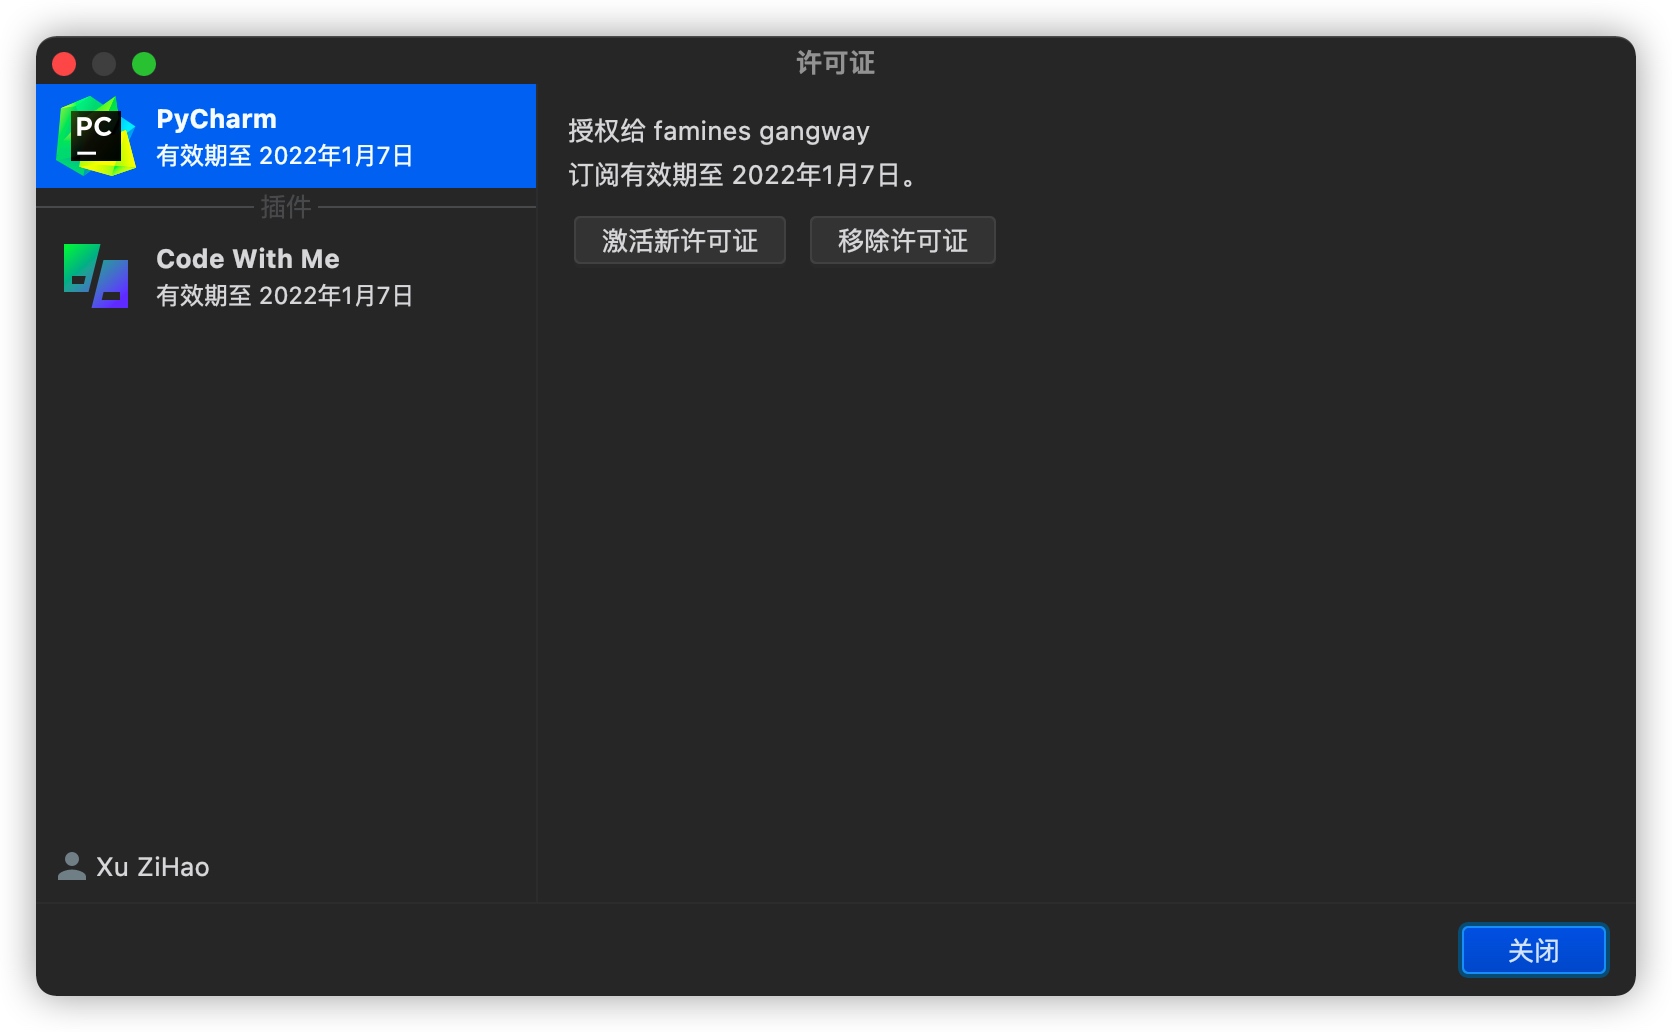 许可证
PC
PyCharm
有效期至 2022年1月7日
插件
Code With Me
有效期至 2022年1月7日
Xu ZiHao
授权给 famines gangway
订阅有效期至 2022年1月7日。
激活新许可证
移除许可证
关闭